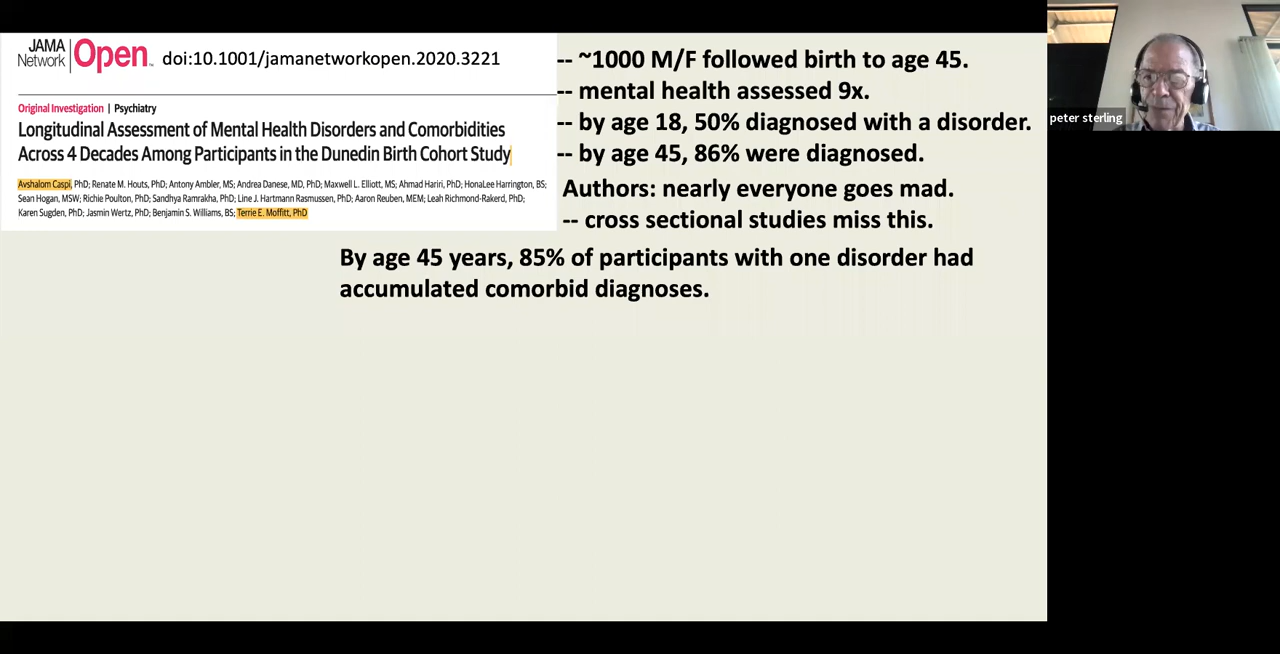 JAMA Network Open™ doi:10.1001/jamanetworkopen.2020.3221
Original Investigation | Psychiatry
Longitudinal Assessment of Mental Health Disorders and Comorbidities
Across 4 Decades Among Participants in the Dunedin Birth Cohort Study
Avshalom Caspi, PhD; Renate M. Houts, PhD; Antony Ambler, MS; Andrea Danese, MD, PhD; Maxwell L. Elliott, MS; Ahmad Hariri, PhD; HonaLee Harrington, BS;
Sean Hogan, MSW; Richie Poulton, PhD; Sandhya Ramrakha, PhD; Line J. Hartmann Rasmussen, PhD; Aaron Reuben, MEM; Leah Richmond-Rakerd, PhD;
Karen Sugden, PhD; Jasmin Wertz, PhD; Benjamin S. Williams, BS; Terrie E. Moffitt, PhD
-- ~1000 M/F followed birth to age 45.
-- mental health assessed 9x.
-- by age 18, 50% diagnosed with a disorder.
-- by age 45, 86% were diagnosed.
Authors: nearly everyone goes mad.
-- cross sectional studies miss this.
By age 45 years, 85% of participants with one disorder had
accumulated comorbid diagnoses.
peter sterling